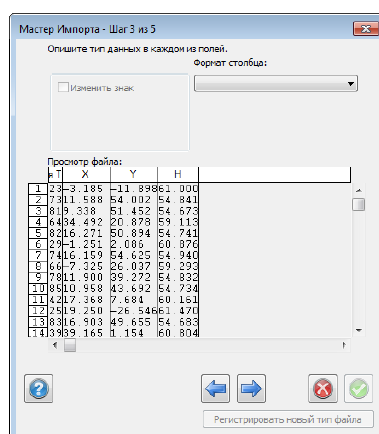 Мастер Импорта - Шаг 3 из 5
Опишите тип данных в каждом из полей.
Формат столбца:
Изменить знак
Просмотр файла:
я T X Y H
1 23 -3.185 -11.898 61.000
2 73 11.588 54.002 54.841
3 81 9.338 51.452 54.673
4 64 34.492 20.878 59.113
5 82 16.271 50.894 54.741
6 29 -1.251 2.086 60.876
7 74 16.159 54.625 54.940
8 66 -7.325 26.037 59.293
9 78 11.900 39.272 54.832
10 85 10.958 43.692 54.734
11 42 17.368 7.684 60.161
12 25 19.250 -26.546 61.470
13 83 16.903 49.655 54.683
14 39 39.165 1.154 60.804
Регистрировать новый тип файла